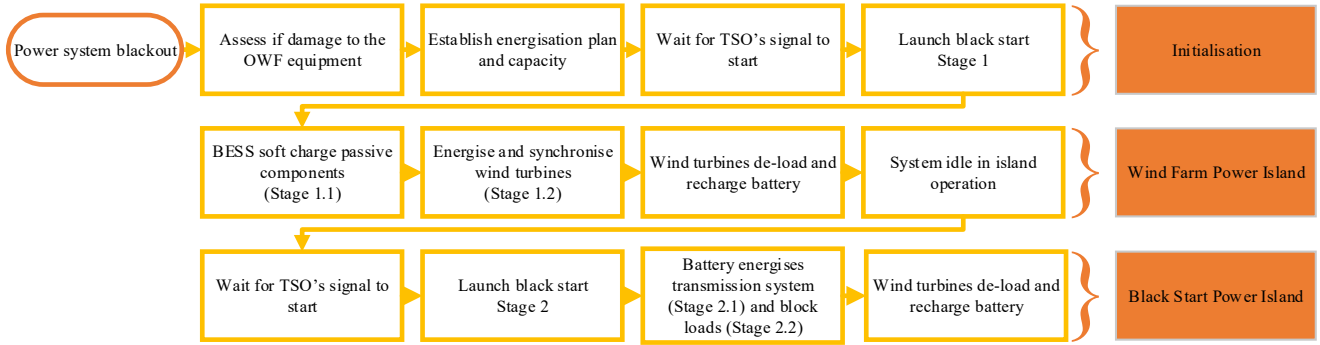 Power system blackout
Assess if damage to the
OWF equipment
Establish energisation plan
and capacity
Wait for TSO's signal to
start
Launch black start
Stage 1
Initialisation
BESS soft charge passive
components
(Stage 1.1)
Energise and synchronise
wind turbines
(Stage 1.2)
Wind turbines de-load and
recharge battery
System idle in island
operation
Wind Farm Power Island
Wait for TSO's signal to
start
Launch black start
Stage 2
Battery energises
transmission system
(Stage 2.1) and block
loads (Stage 2.2)
Wind turbines de-load and
recharge battery
Black Start Power Island